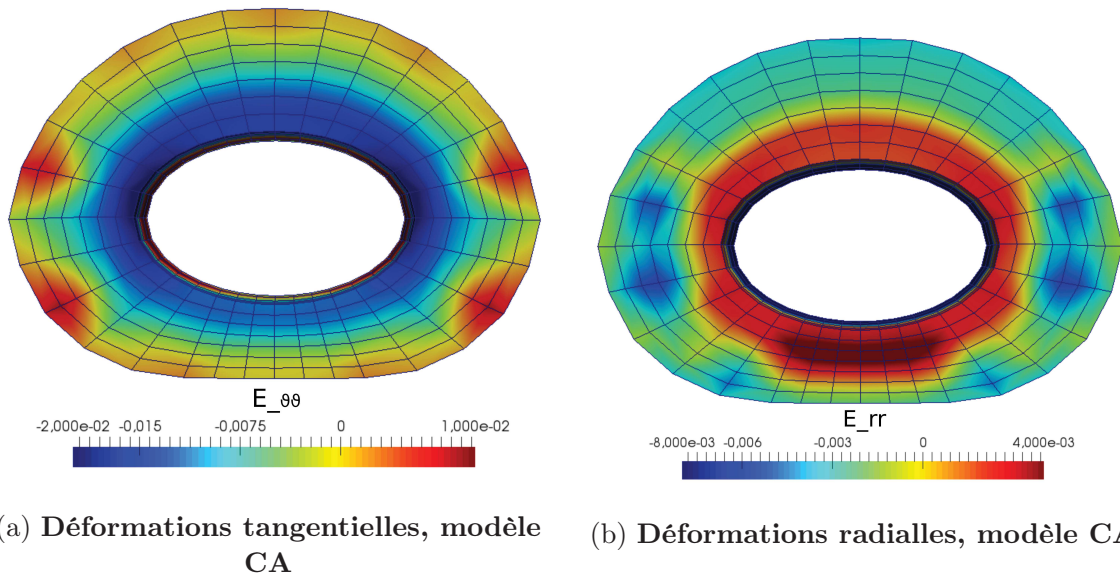 E_ϑϑ
-2,000e-02 -0,015 -0,0075 0 1,000e-02
E_rr
-8,000e-03 -0,006 -0,003 0 4,000e-03
(a) Déformations tangentielles, modèle
CA
(b) Déformations radialles, modèle CA